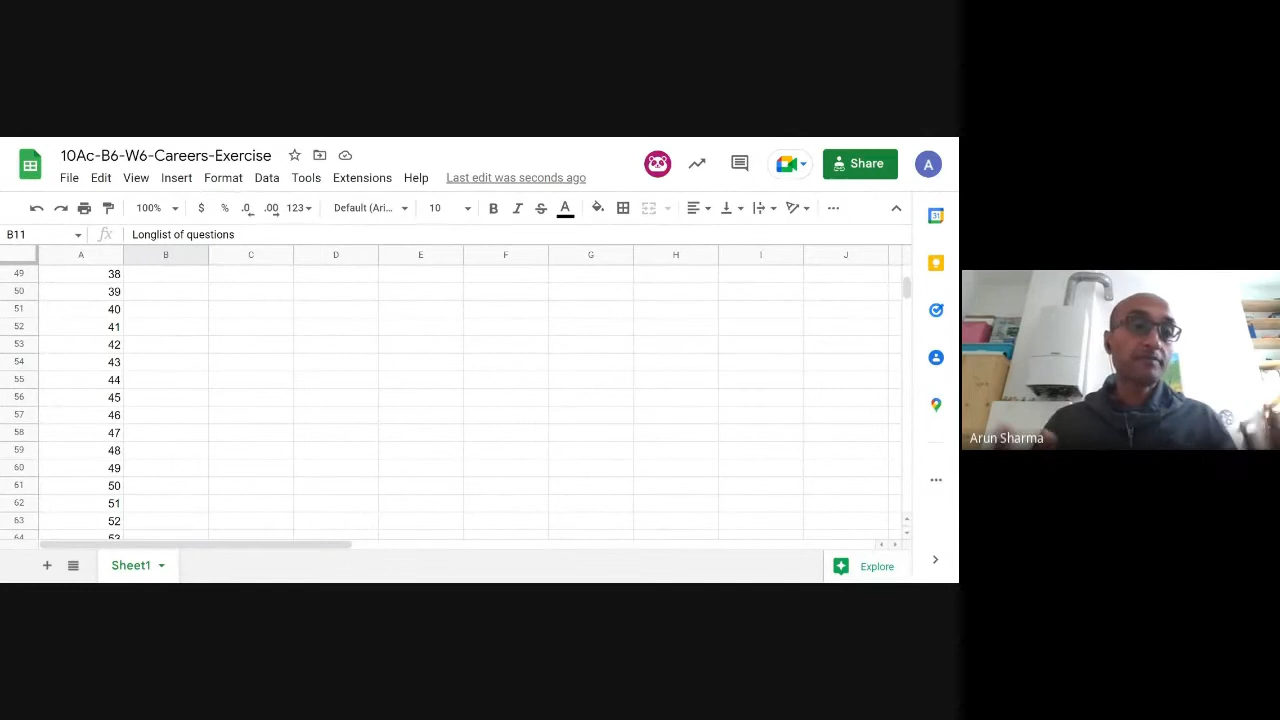 10Ac-B6-W6-Careers-Exercise
File Edit View Insert Format Data Tools Extensions Help Last edit was seconds ago
Share A
100% $ % .0 .00 123 Default (Ari... 10 B I S A
31
B11 fx Longlist of questions
A B C D E F G H I J
49 38
50 39
51 40
52 41
53 42
54 43
55 44
56 45
57 46
58 47
59 48
60 49
61 50
62 51
63 52
64 53
Sheet1
Explore
Arun Sharma